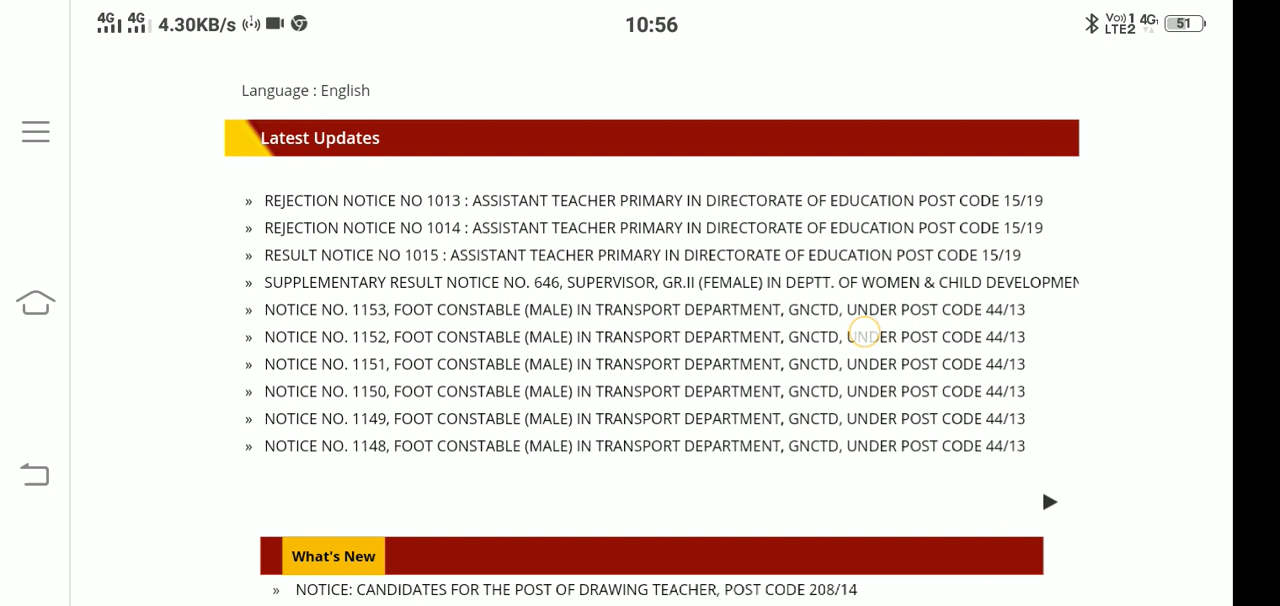 4G 4G 4.30KB/s 10:56 Vo)) 1 LTE2 4G 51
Language : English
Latest Updates
» REJECTION NOTICE NO 1013 : ASSISTANT TEACHER PRIMARY IN DIRECTORATE OF EDUCATION POST CODE 15/19
» REJECTION NOTICE NO 1014 : ASSISTANT TEACHER PRIMARY IN DIRECTORATE OF EDUCATION POST CODE 15/19
» RESULT NOTICE NO 1015 : ASSISTANT TEACHER PRIMARY IN DIRECTORATE OF EDUCATION POST CODE 15/19
» SUPPLEMENTARY RESULT NOTICE NO. 646, SUPERVISOR, GR.II (FEMALE) IN DEPTT. OF WOMEN & CHILD DEVELOPMEN
» NOTICE NO. 1153, FOOT CONSTABLE (MALE) IN TRANSPORT DEPARTMENT, GNCTD, UNDER POST CODE 44/13
» NOTICE NO. 1152, FOOT CONSTABLE (MALE) IN TRANSPORT DEPARTMENT, GNCTD, UNDER POST CODE 44/13
» NOTICE NO. 1151, FOOT CONSTABLE (MALE) IN TRANSPORT DEPARTMENT, GNCTD, UNDER POST CODE 44/13
» NOTICE NO. 1150, FOOT CONSTABLE (MALE) IN TRANSPORT DEPARTMENT, GNCTD, UNDER POST CODE 44/13
» NOTICE NO. 1149, FOOT CONSTABLE (MALE) IN TRANSPORT DEPARTMENT, GNCTD, UNDER POST CODE 44/13
» NOTICE NO. 1148, FOOT CONSTABLE (MALE) IN TRANSPORT DEPARTMENT, GNCTD, UNDER POST CODE 44/13
What's New
» NOTICE: CANDIDATES FOR THE POST OF DRAWING TEACHER, POST CODE 208/14